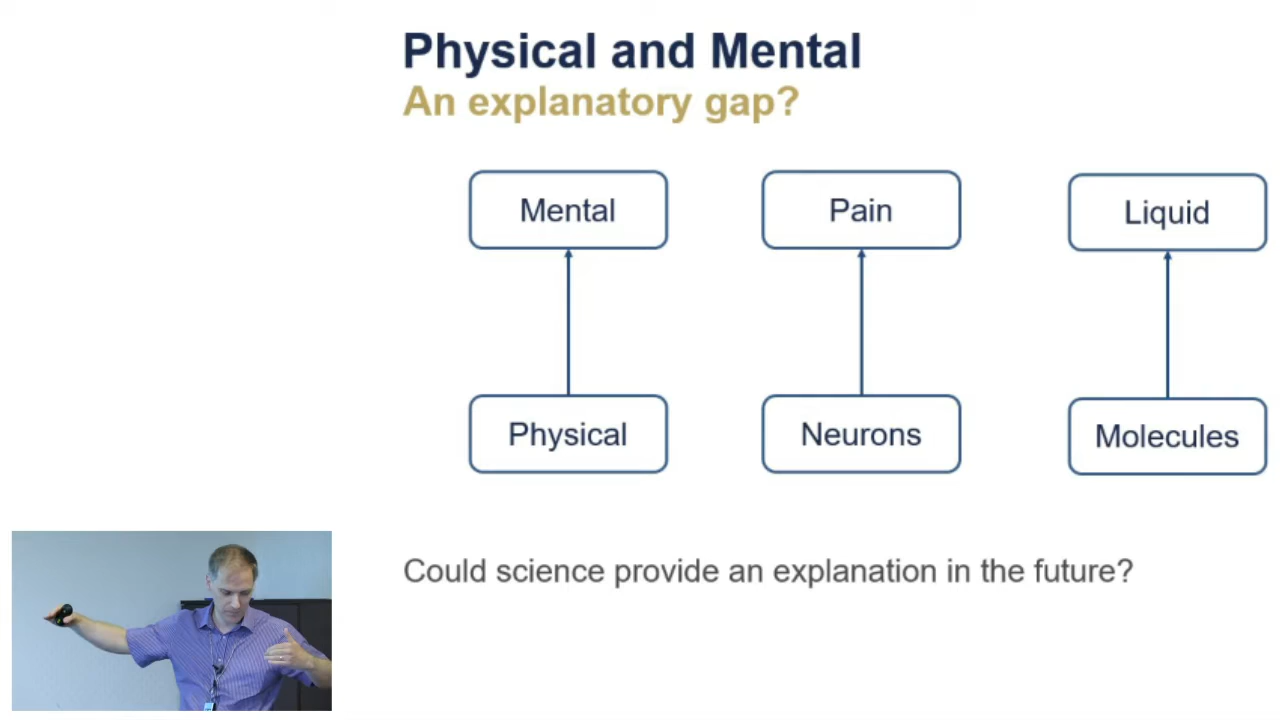 Physical and Mental
An explanatory gap?
Mental
Pain
Liquid
Physical
Neurons
Molecules
Could science provide an explanation in the future?